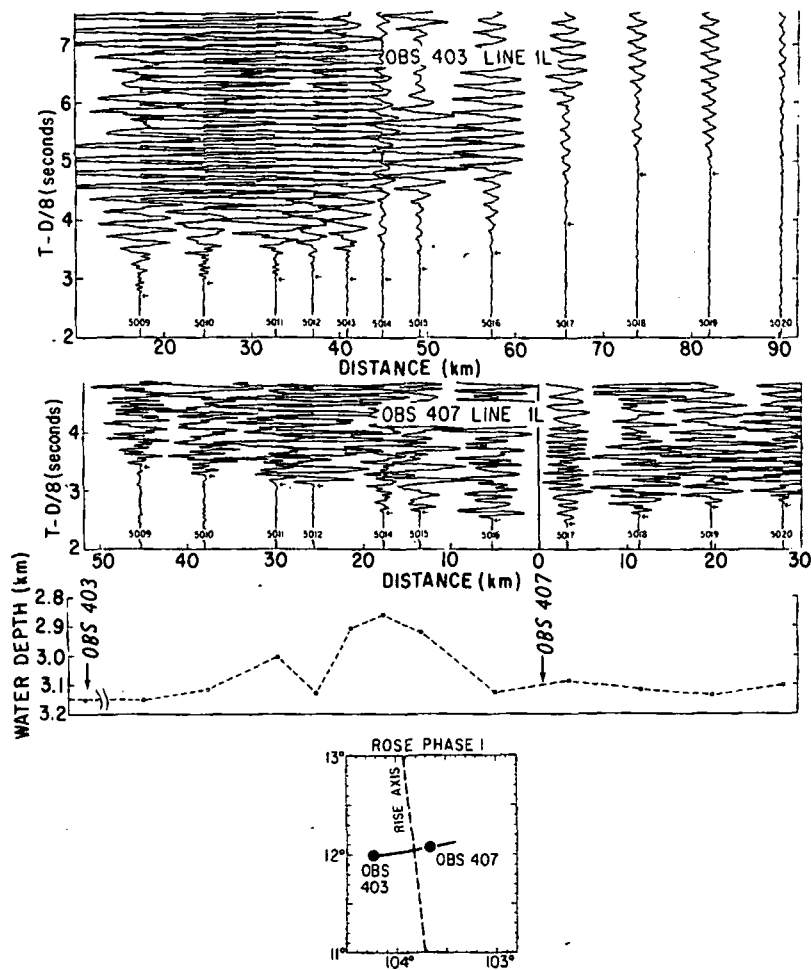 OBS 403 LINE 1L
T-D/8 (seconds)
7
6
5
4
3
2
5009 5010 5011 5012 5013 5014 5015 5016 5017 5018 5019 5020
20 30 40 50 60 70 80 90
DISTANCE (km)
OBS 407 LINE 1L
T-D/8 (seconds)
4
3
2
5009 5010 5011 5012 5014 5015 5016 5017 5018 5019 5020
50 40 30 20 10 0 10 20 30
DISTANCE (km)
WATER DEPTH (km)
2.8
2.9
3.0
3.1
3.2
OBS 403
OBS 407
ROSE PHASE I
13°
12°
11°
RISE AXIS
OBS 403
OBS 407
104° 103°